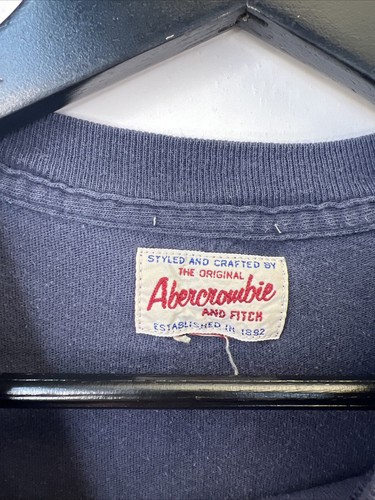 STYLED AND CRAFTED BY
THE ORIGINAL
Abercrombie
AND FITCH
ESTABLISHED IN 1892